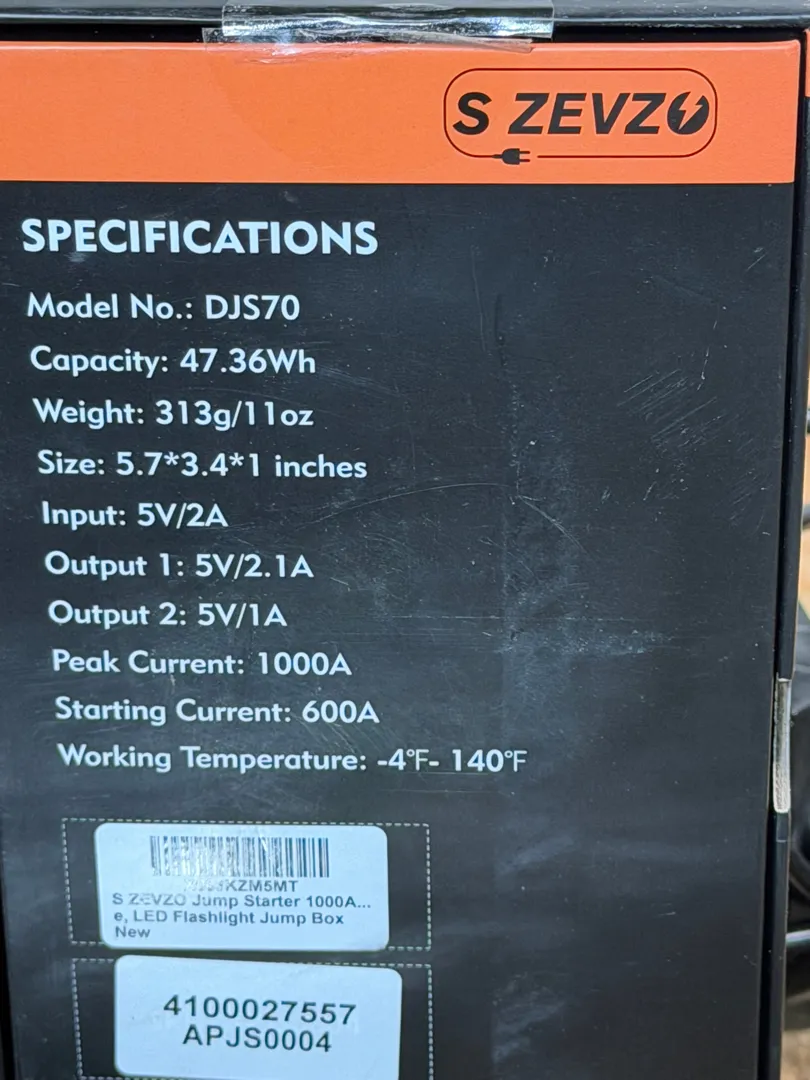 S ZEVZO
SPECIFICATIONS
Model No.: DJS70
Capacity: 47.36Wh
Weight: 313g/11oz
Size: 5.7*3.4*1 inches
Input: 5V/2A
Output 1: 5V/2.1A
Output 2: 5V/1A
Peak Current: 1000A
Starting Current: 600A
Working Temperature: -4°F- 140°F
S ZEVZO Jump Starter 1000A...
e, LED Flashlight Jump Box
New
4100027557
APJS0004